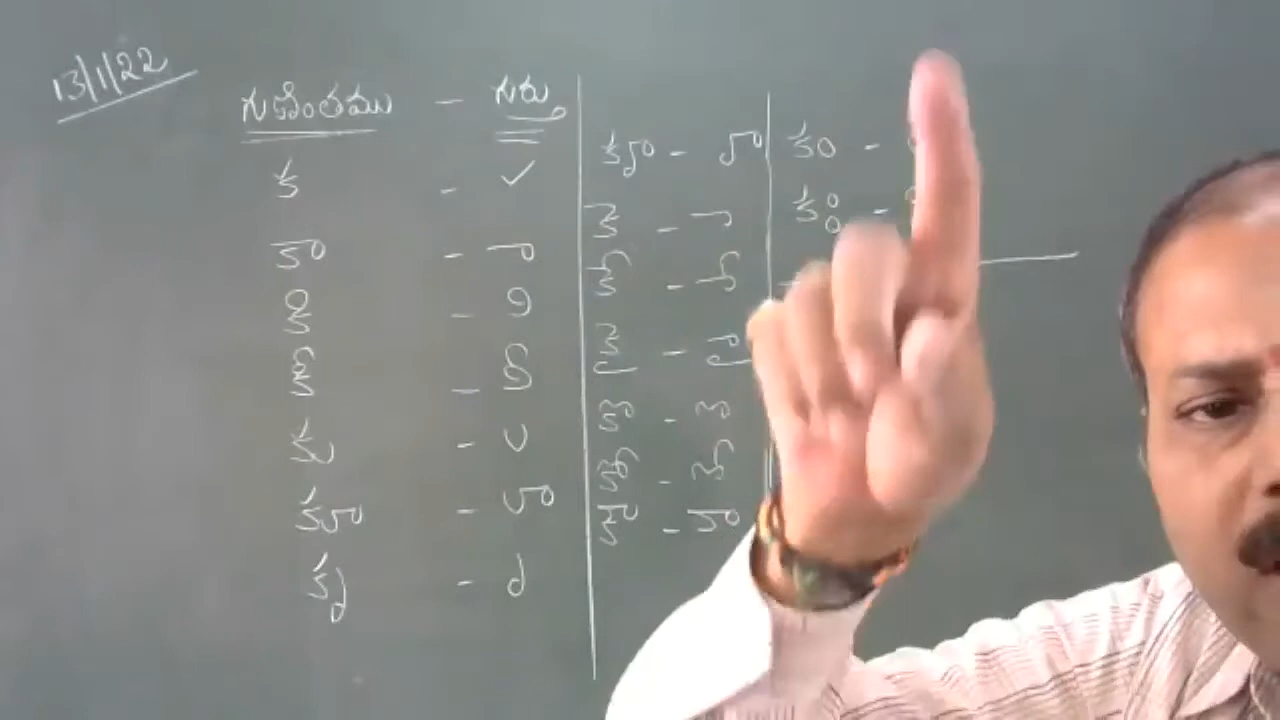 13/1/22
గుణింతము - గుర్తు
క - ✓
కా - ా
కి - ి
కీ - ీ
కు - ు
కూ - ూ
కృ - ృ
కౄ - ౄ
కె - ె
కే - ే
కై - ై
కొ - ొ
కో - ో
కౌ - ౌ
కం -
కః -